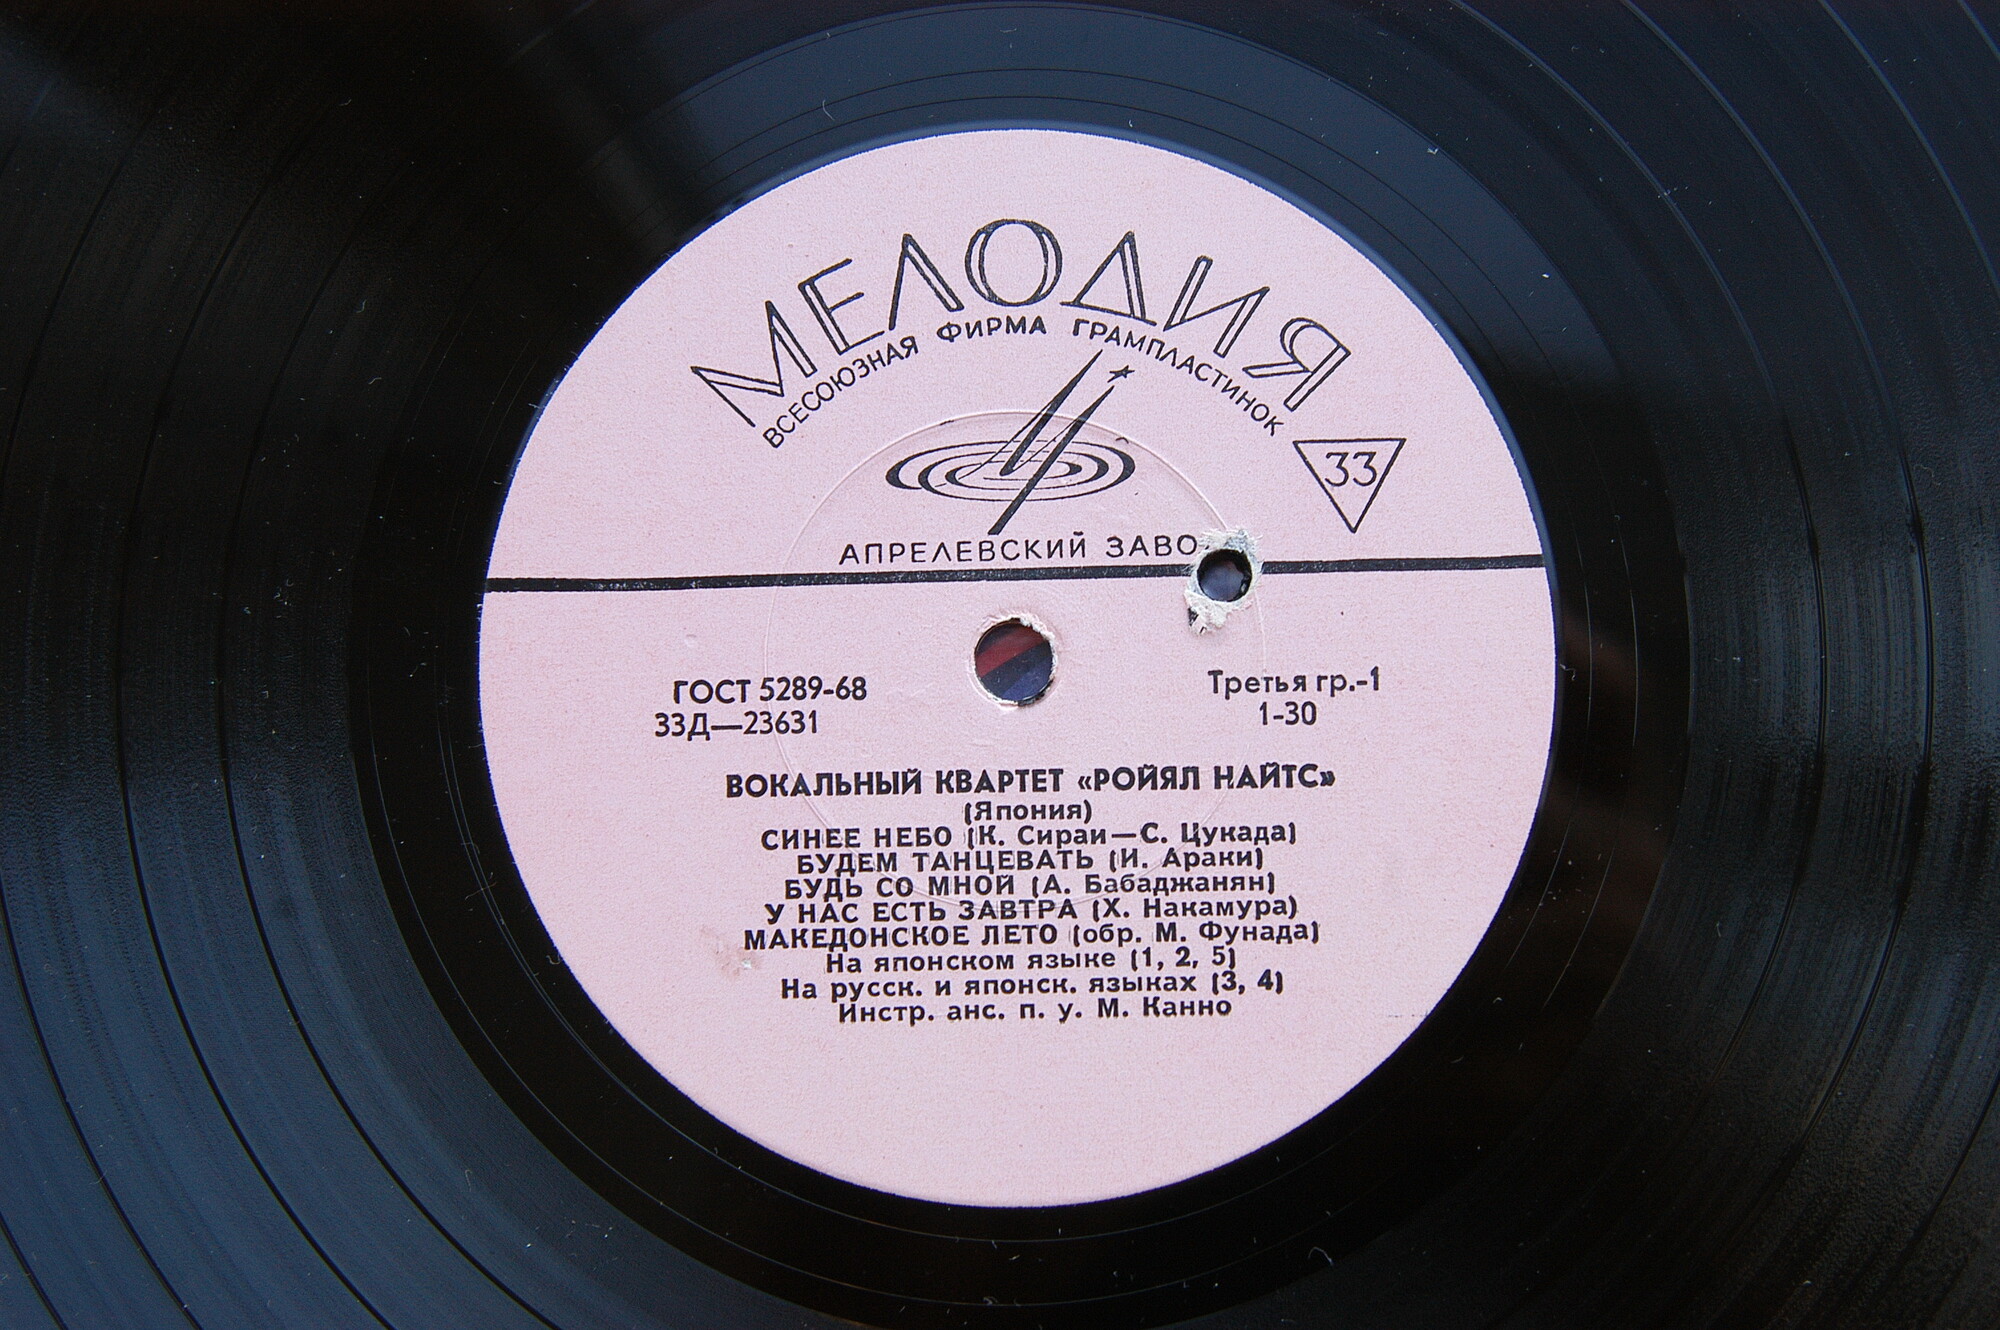 МЕЛОДИЯ
ВСЕСОЮЗНАЯ ФИРМА ГРАМПЛАСТИНОК
33
АПРЕЛЕВСКИЙ ЗАВО
ГОСТ 5289-68
33Д—23631
Третья гр.-1
1-30
ВОКАЛЬНЫЙ КВАРТЕТ «РОЙЯЛ НАЙТС»
(Япония)
СИНЕЕ НЕБО (К. Сираи—С. Цукада)
БУДЕМ ТАНЦЕВАТЬ (И. Араки)
БУДЬ СО МНОЙ (А. Бабаджанян)
У НАС ЕСТЬ ЗАВТРА (Х. Накамура)
МАКЕДОНСКОЕ ЛЕТО (обр. М. Фунада)
На японском языке (1, 2, 5)
На русск. и японск. языках (3, 4)
Инстр. анс. п. у. М. Канно